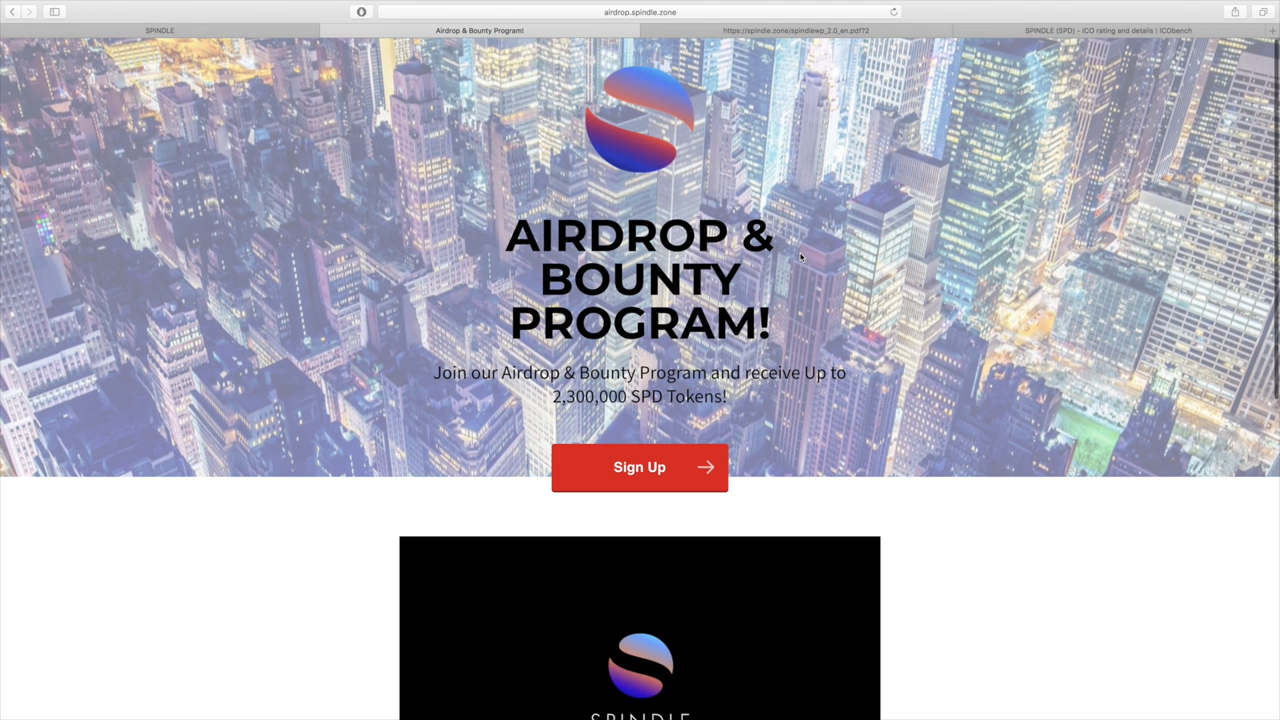 airdrop.spindle.zone
SPINDLE
Airdrop & Bounty Program!
https://spindle.zone/spindlewp_2.0_en.pdf?2
SPINDLE (SPD) - ICO rating and details | ICObench
AIRDROP &
BOUNTY
PROGRAM!
Join our Airdrop & Bounty Program and receive Up to
2,300,000 SPD Tokens!
Sign Up
SPINDLE